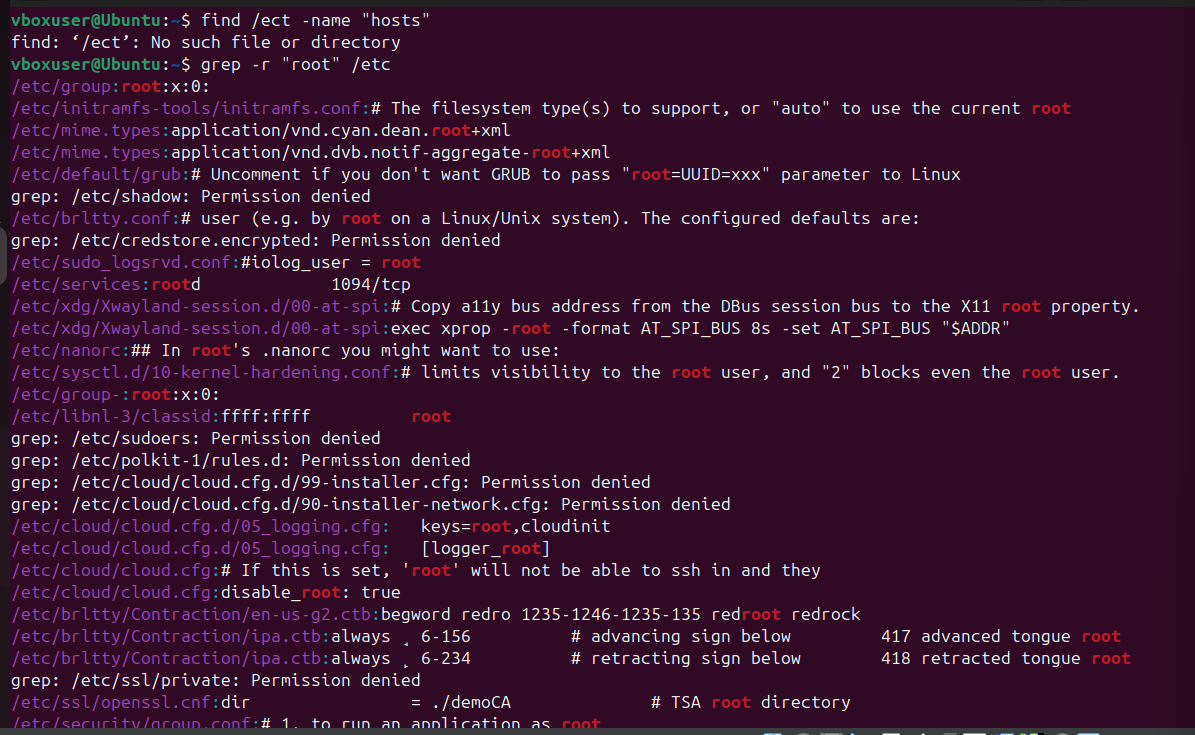 vboxuser@Ubuntu:~$ find /ect -name "hosts"
find: ‘/ect’: No such file or directory
vboxuser@Ubuntu:~$ grep -r "root" /etc
/etc/group:root:x:0:
/etc/initramfs-tools/initramfs.conf:# The filesystem type(s) to support, or "auto" to use the current root
/etc/mime.types:application/vnd.cyan.dean.root+xml
/etc/mime.types:application/vnd.dvb.notif-aggregate-root+xml
/etc/default/grub:# Uncomment if you don't want GRUB to pass "root=UUID=xxx" parameter to Linux
grep: /etc/shadow: Permission denied
/etc/brltty.conf:# user (e.g. by root on a Linux/Unix system). The configured defaults are:
grep: /etc/credstore.encrypted: Permission denied
/etc/sudo_logsrvd.conf:#iolog_user = root
/etc/services:rootd             1094/tcp
/etc/xdg/Xwayland-session.d/00-at-spi:# Copy a11y bus address from the DBus session bus to the X11 root property.
/etc/xdg/Xwayland-session.d/00-at-spi:exec xprop -root -format AT_SPI_BUS 8s -set AT_SPI_BUS "$ADDR"
/etc/nanorc:## In root's .nanorc you might want to use:
/etc/sysctl.d/10-kernel-hardening.conf:# limits visibility to the root user, and "2" blocks even the root user.
/etc/group-:root:x:0:
/etc/libnl-3/classid:ffff:ffff          root
grep: /etc/sudoers: Permission denied
grep: /etc/polkit-1/rules.d: Permission denied
grep: /etc/cloud/cloud.cfg.d/99-installer.cfg: Permission denied
grep: /etc/cloud/cloud.cfg.d/90-installer-network.cfg: Permission denied
/etc/cloud/cloud.cfg.d/05_logging.cfg:   keys=root,cloudinit
/etc/cloud/cloud.cfg.d/05_logging.cfg:   [logger_root]
/etc/cloud/cloud.cfg:# If this is set, 'root' will not be able to ssh in and they
/etc/cloud/cloud.cfg:disable_root: true
/etc/brltty/Contraction/en-us-g2.ctb:begword redro 1235-1246-1235-135 redroot redrock
/etc/brltty/Contraction/ipa.ctb:always ̘ 6-156          # advancing sign below         417 advanced tongue root
/etc/brltty/Contraction/ipa.ctb:always ̙ 6-234          # retracting sign below        418 retracted tongue root
grep: /etc/ssl/private: Permission denied
/etc/ssl/openssl.cnf:dir                = ./demoCA              # TSA root directory
/etc/security/group.conf:# 1. to run an application as root